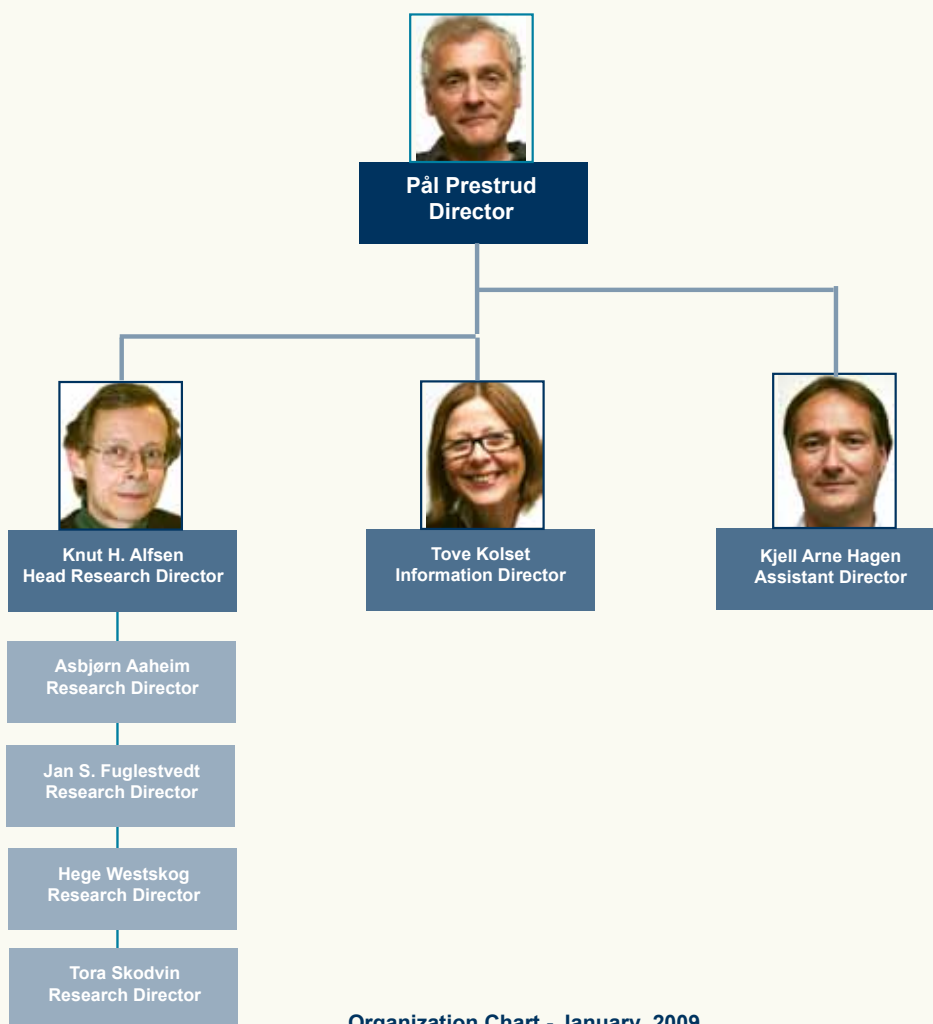 Pål Prestrud
Director
Knut H. Alfsen
Head Research Director
Tove Kolset
Information Director
Kjell Arne Hagen
Assistant Director
Asbjørn Aaheim
Research Director
Jan S. Fuglestvedt
Research Director
Hege Westskog
Research Director
Tora Skodvin
Research Director
Organization Chart - January, 2009